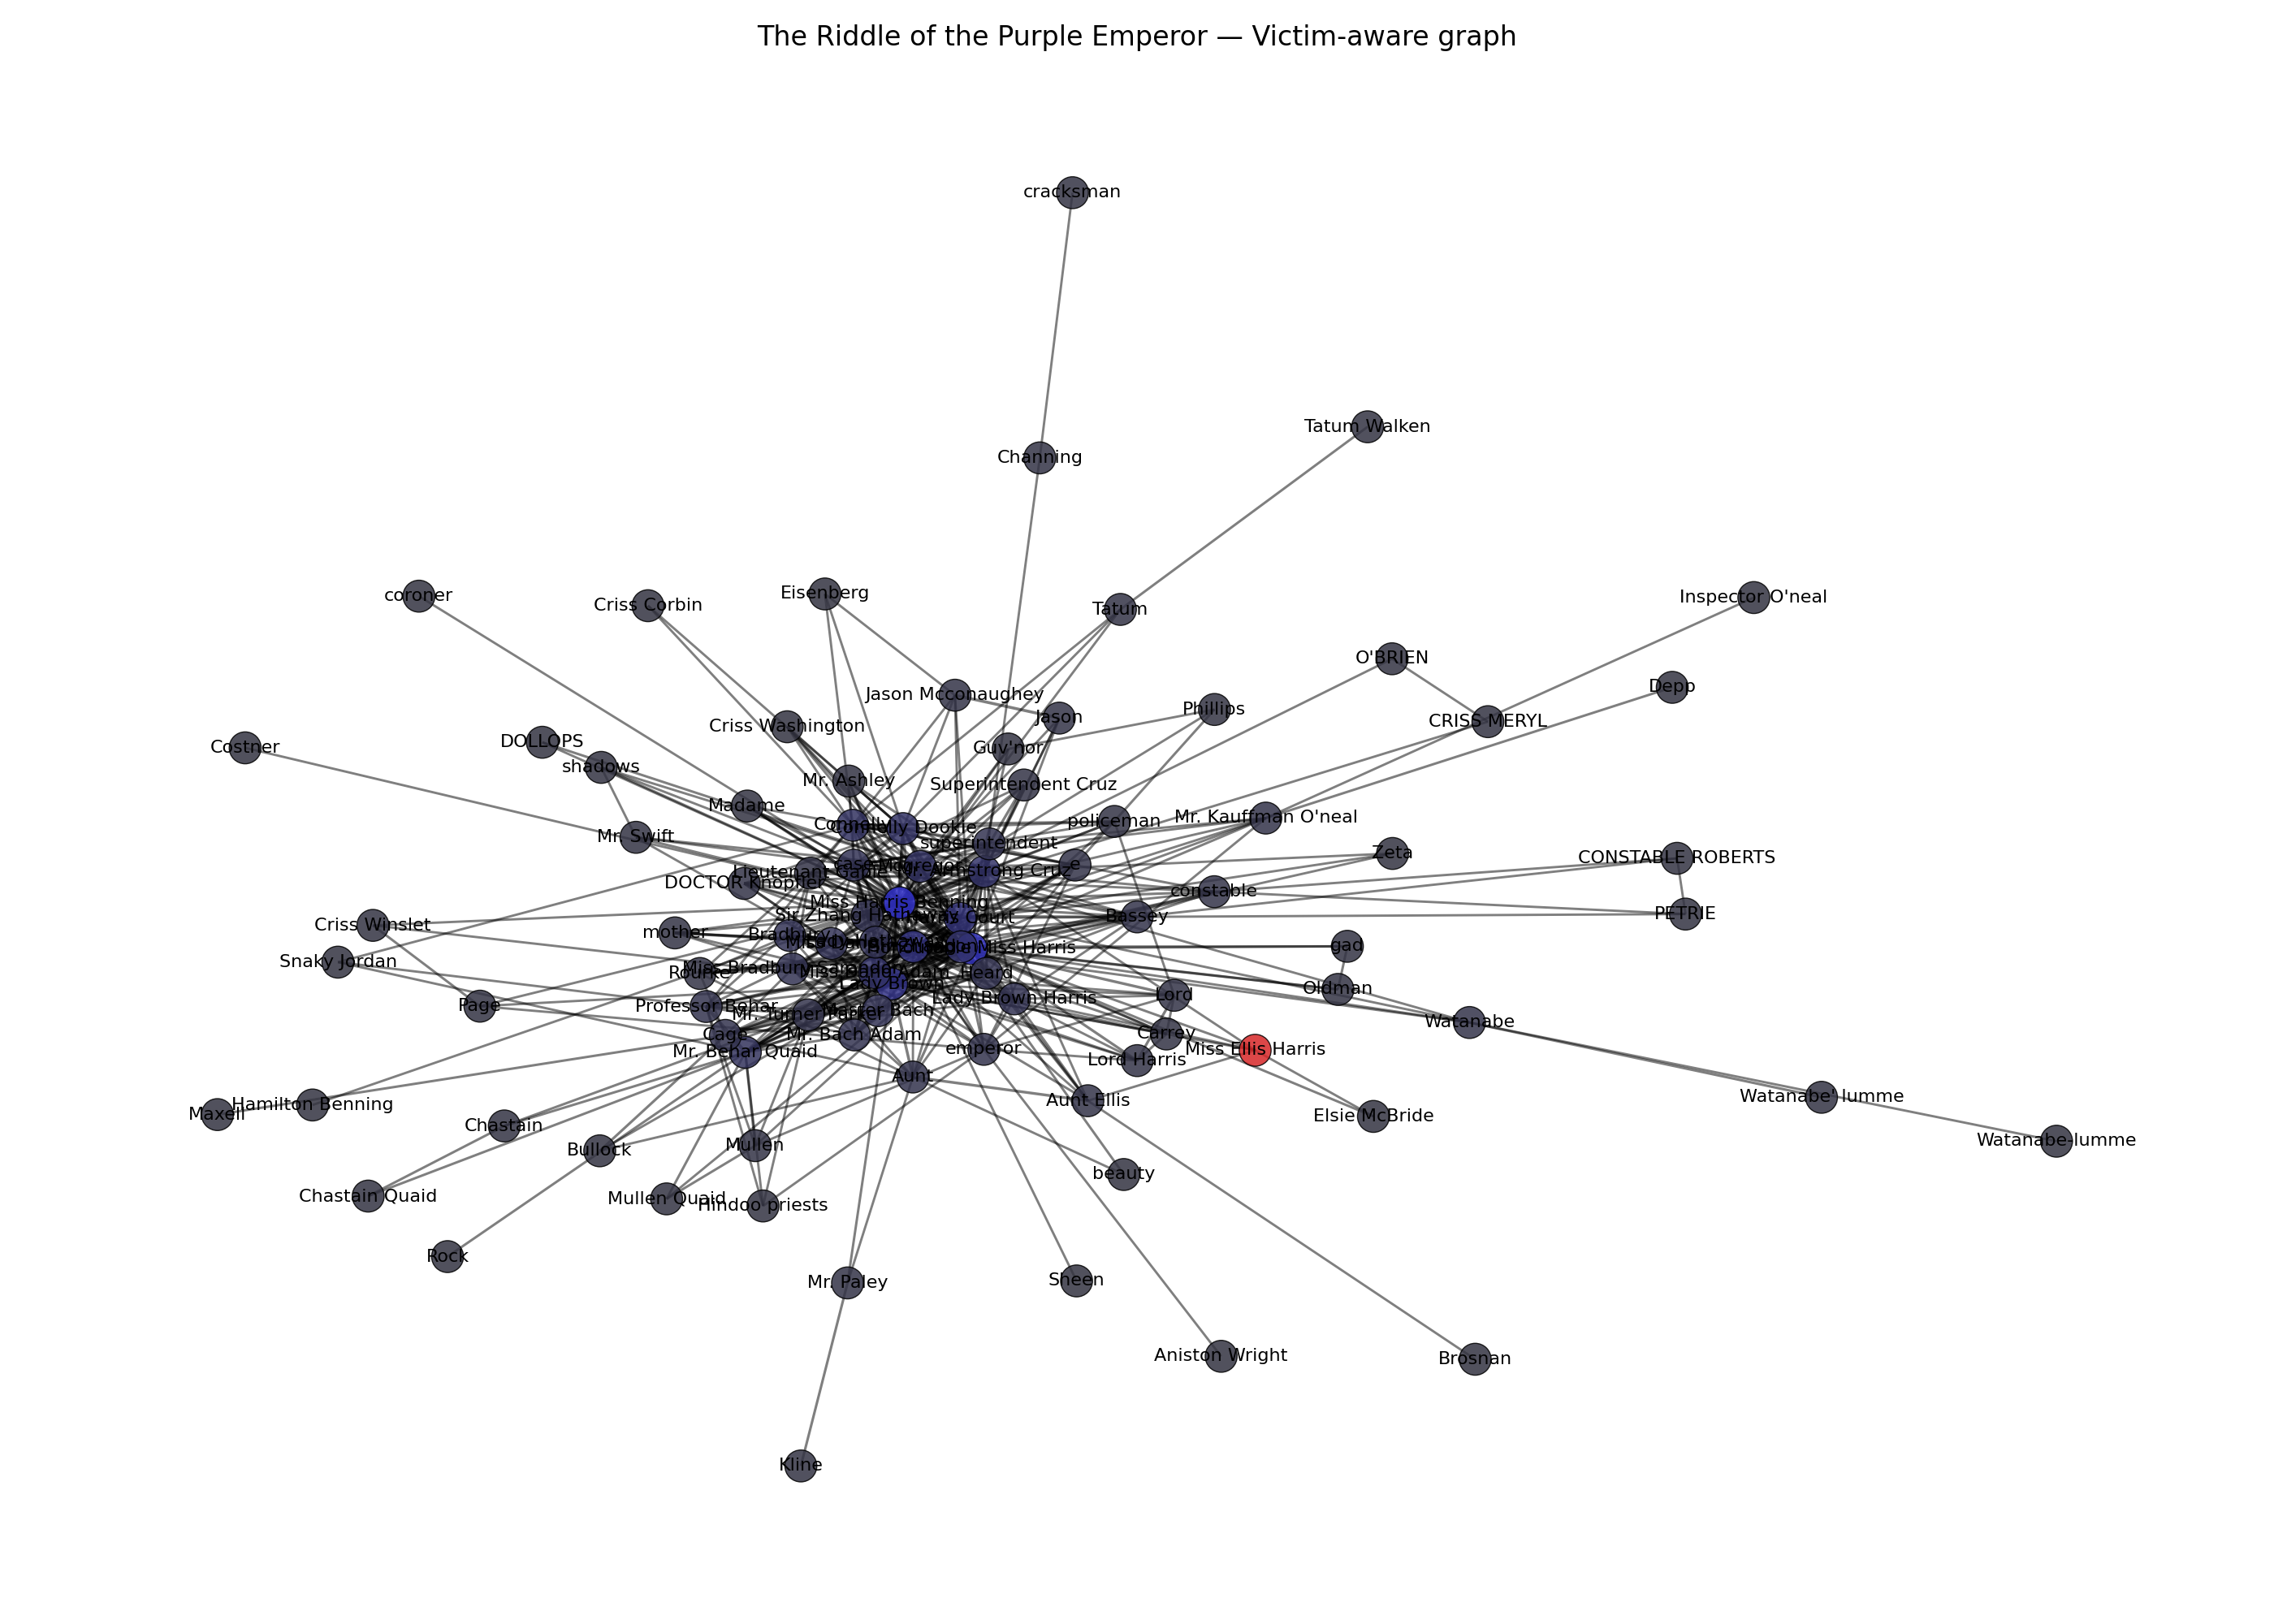 The Riddle of the Purple Emperor — Victim-aware graph
cracksman
Tatum Walken
Channing
Eisenberg
coroner
Inspector O'neal
Criss Corbin
Tatum
O'BRIEN
Depp
Jason Mcconaughey
Phillips
Jason
CRISS MERYL
Criss Washington
DOLLOPS
Costner
Guv'nor
shadows
Mr. Ashley
Superintendent Cruz
Madame
Mr. Kauffman O'neal
policeman
Connelly Dookie
Mr. Swift
superintendent
Zeta
CONSTABLE ROBERTS
e
Lieutenant Gable
Mr. Armstrong Cruz
DOCTOR Knopfler
constable
Miss Harris Benning
PETRIE
Sir Zhang Hathaway
Court
Bassey
Criss Winslet
mother
Bradbury
gad
Miss Harris
Snaky Jordan
Miss Bradbury
Rourke
Heard
Lady Brown
Oldman
Lord
Lady Brown Harris
Page
Professor Behar
Mr. Turner Parker
Master Bach
Watanabe
Cage
Mr. Bach Adam
Carrey
emperor
Miss Ellis Harris
Mr. Behar Quaid
Lord Harris
Aunt
Watanabe' lumme
Aunt Ellis
Hamilton Benning
Maxell
Elsie McBride
Chastain
Watanabe-lumme
Mullen
Bullock
beauty
Chastain Quaid
Mullen Quaid
Hindoo priests
Rock
Sheen
Mr. Paley
Aniston Wright
Brosnan
Kline